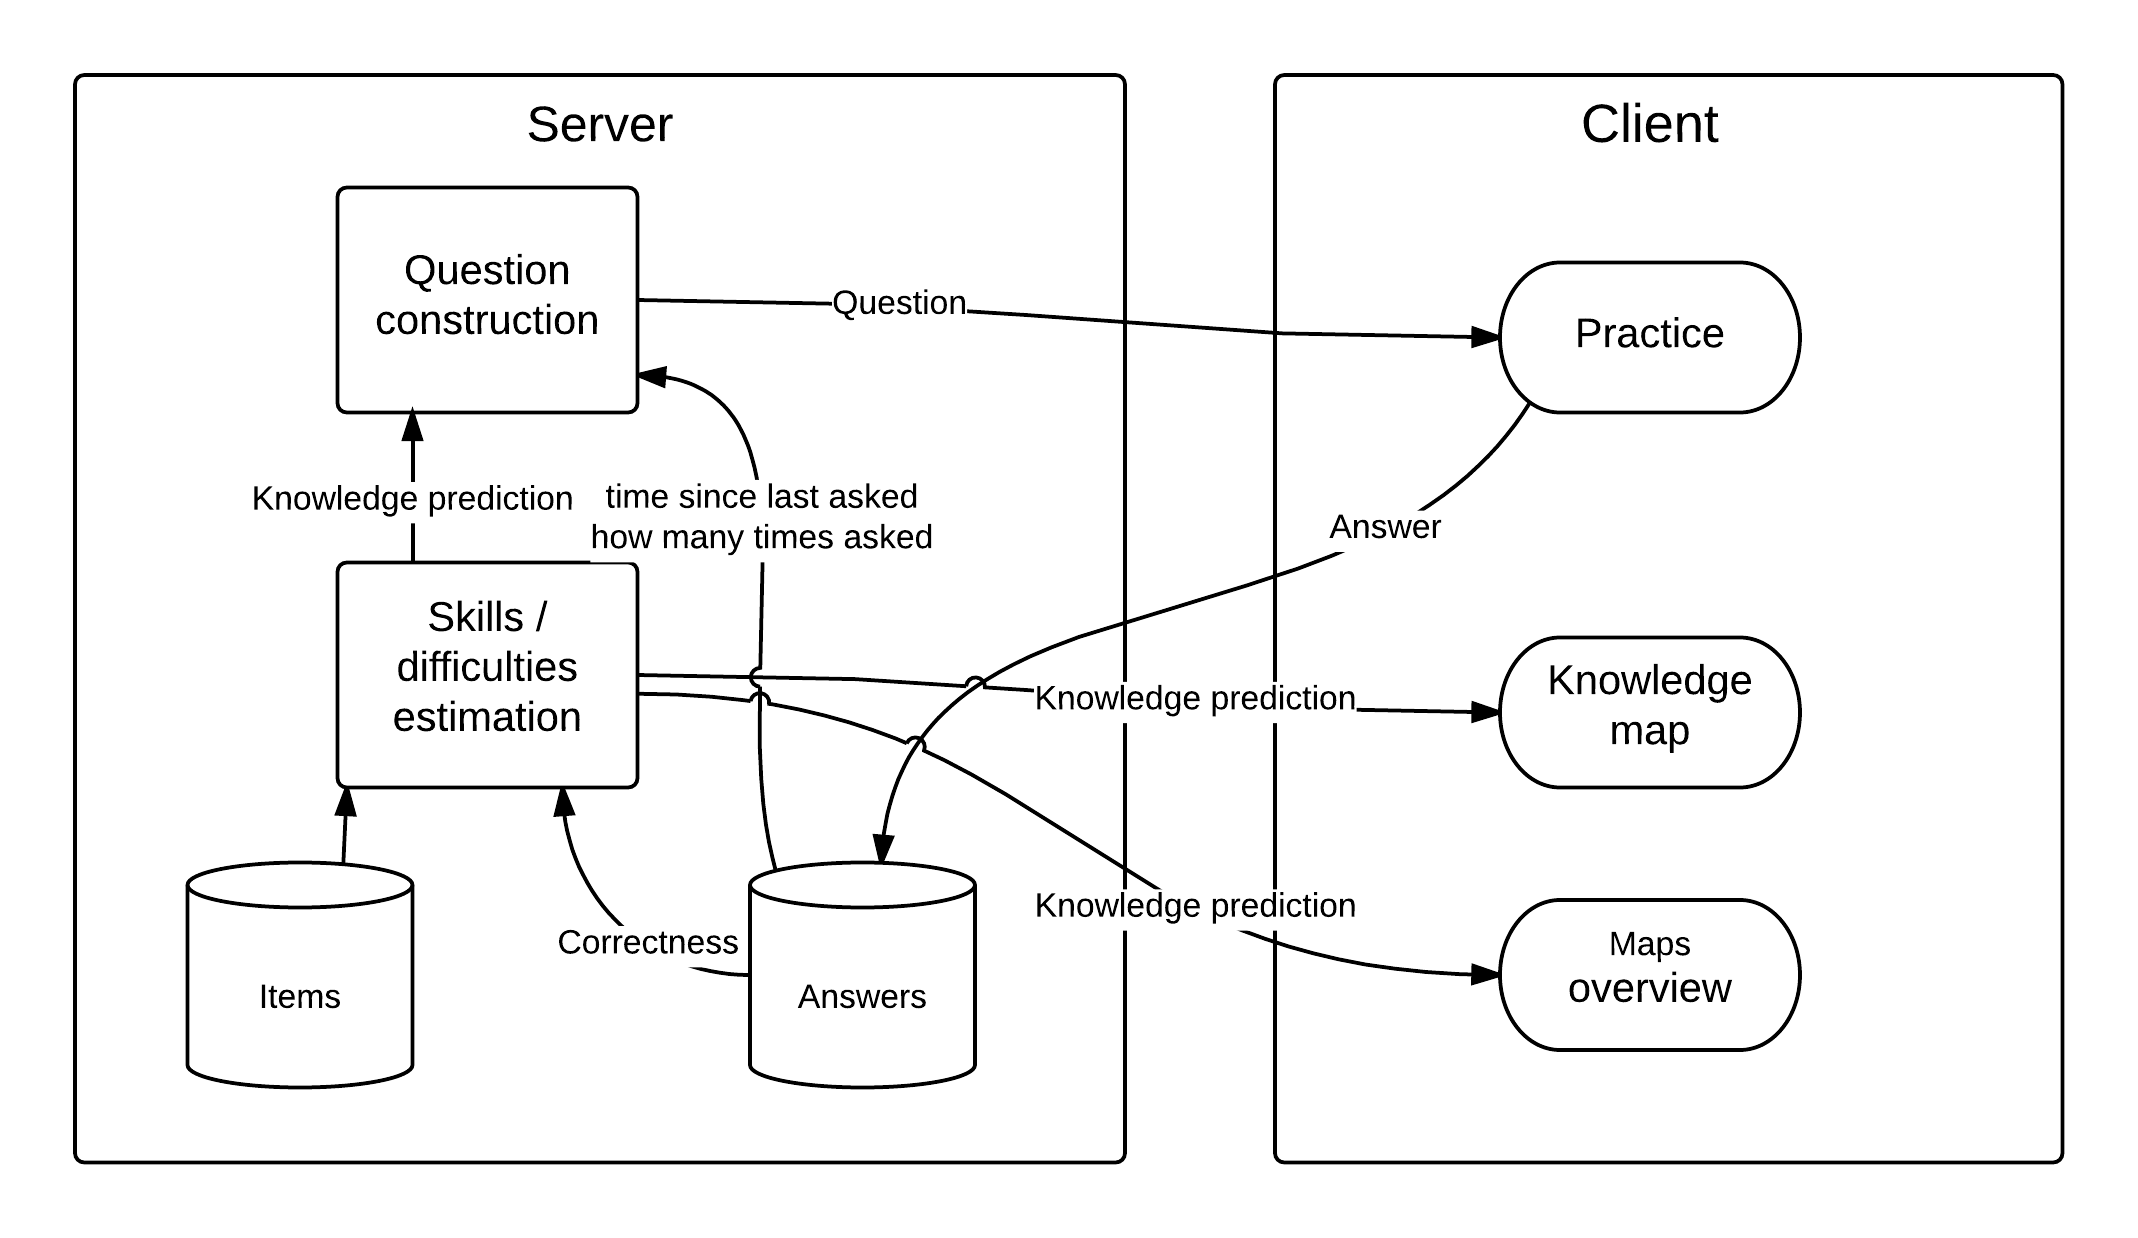 Server
Client
Question
construction
Question
Practice
Knowledge prediction
time since last asked
how many times asked
Answer
Skills /
difficulties
estimation
Knowledge prediction
Knowledge
map
Knowledge prediction
Correctness
Items
Answers
Maps
overview